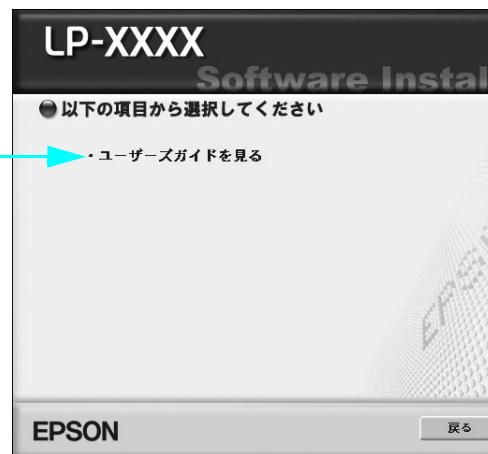 LP-XXXX
Software Instal
以下の項目から選択してください
・ユーザーズガイドを見る
EPSON
EPSON
戻る